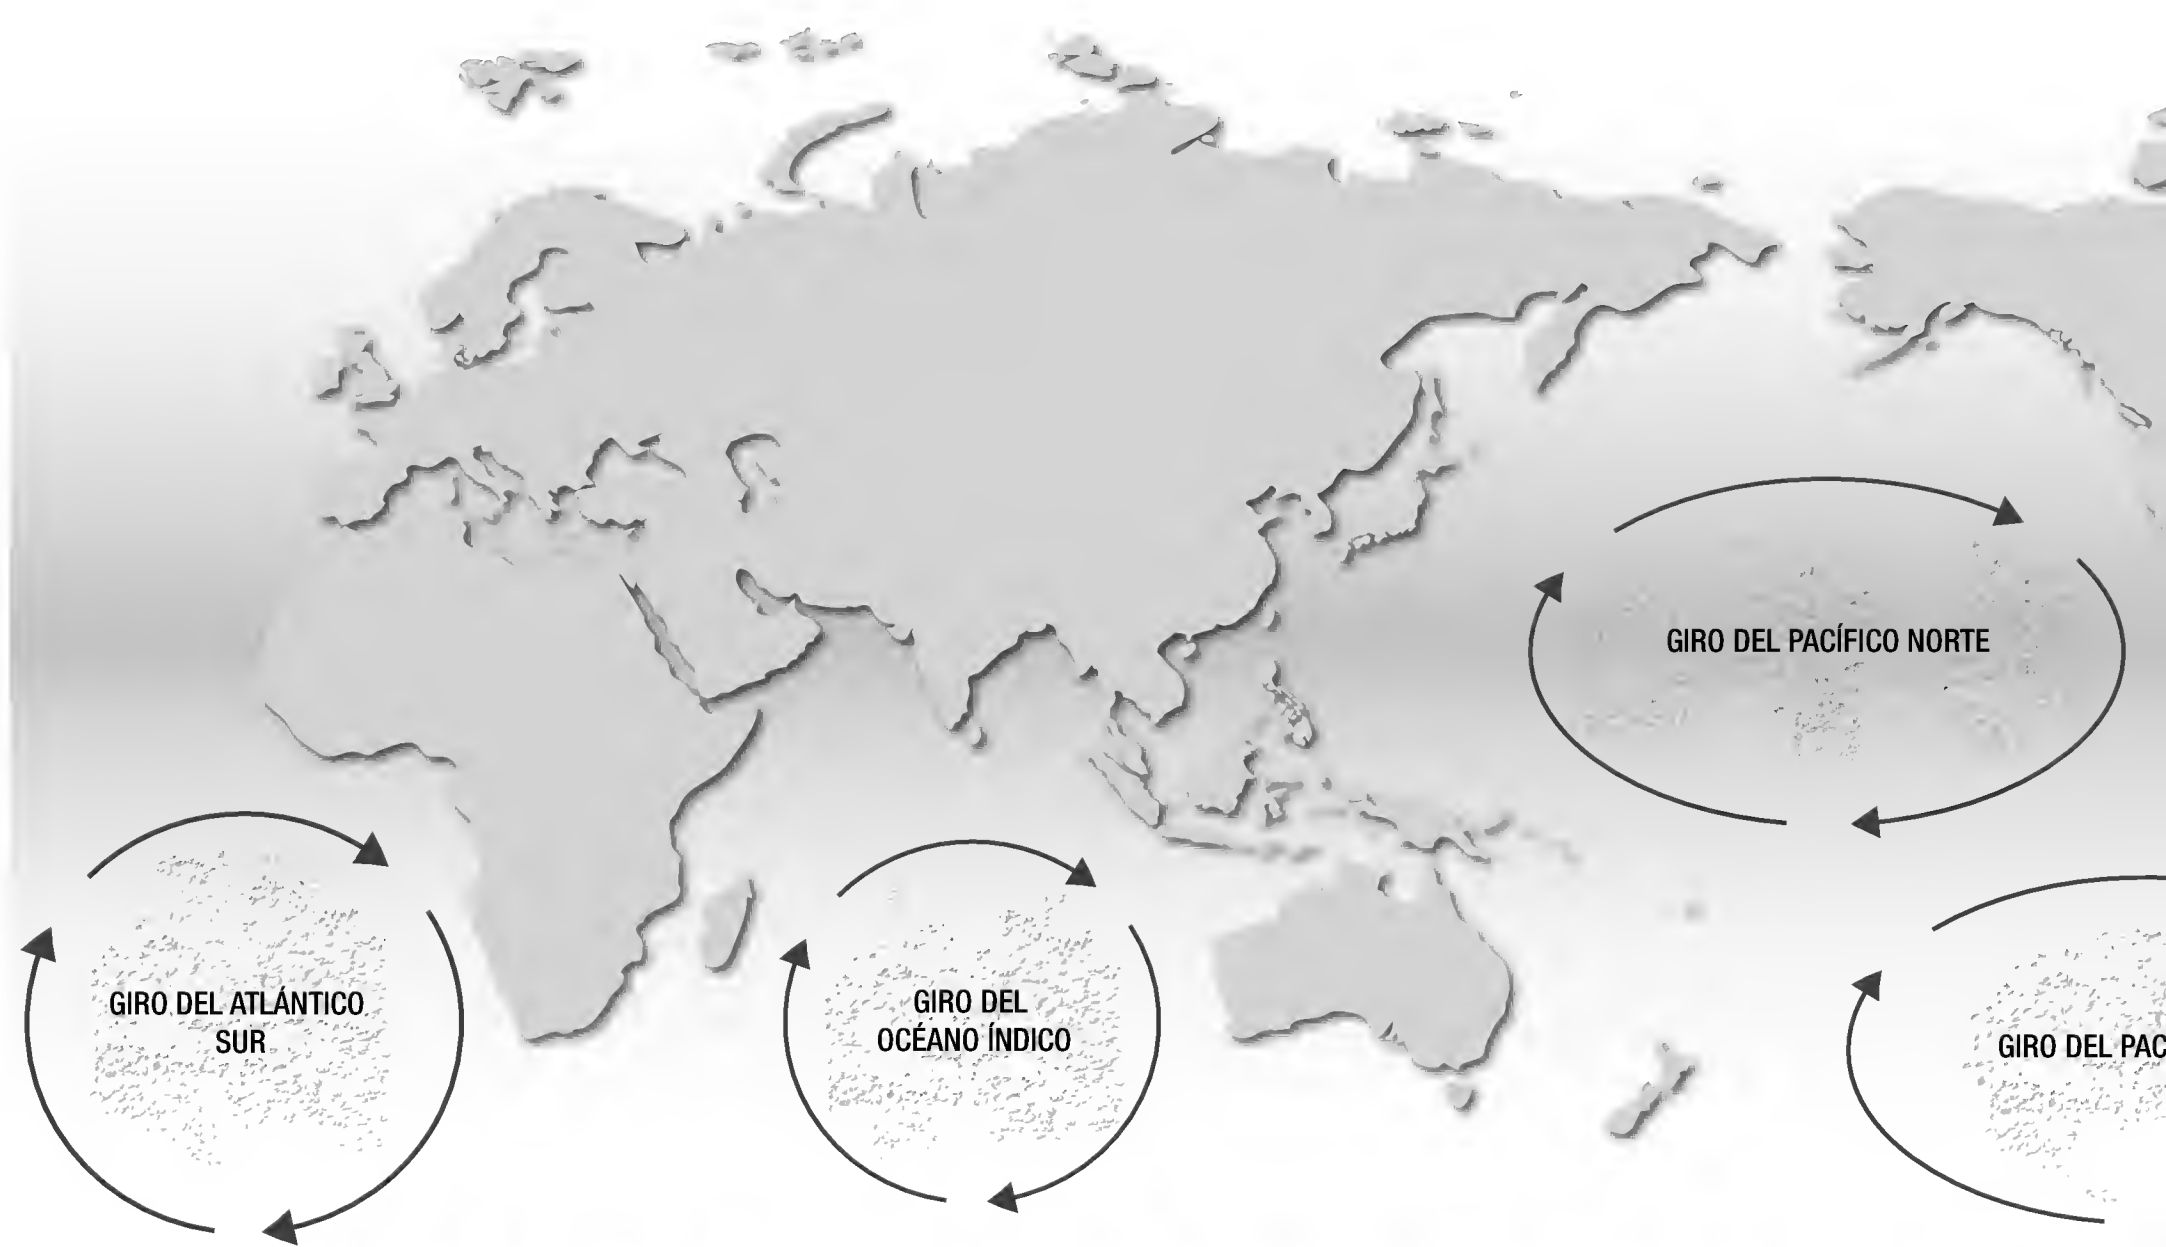 GIRO DEL PACÍFICO NORTE
GIRO DEL ATLÁNTICO
SUR
GIRO DEL
OCÉANO ÍNDICO
GIRO DEL PAC